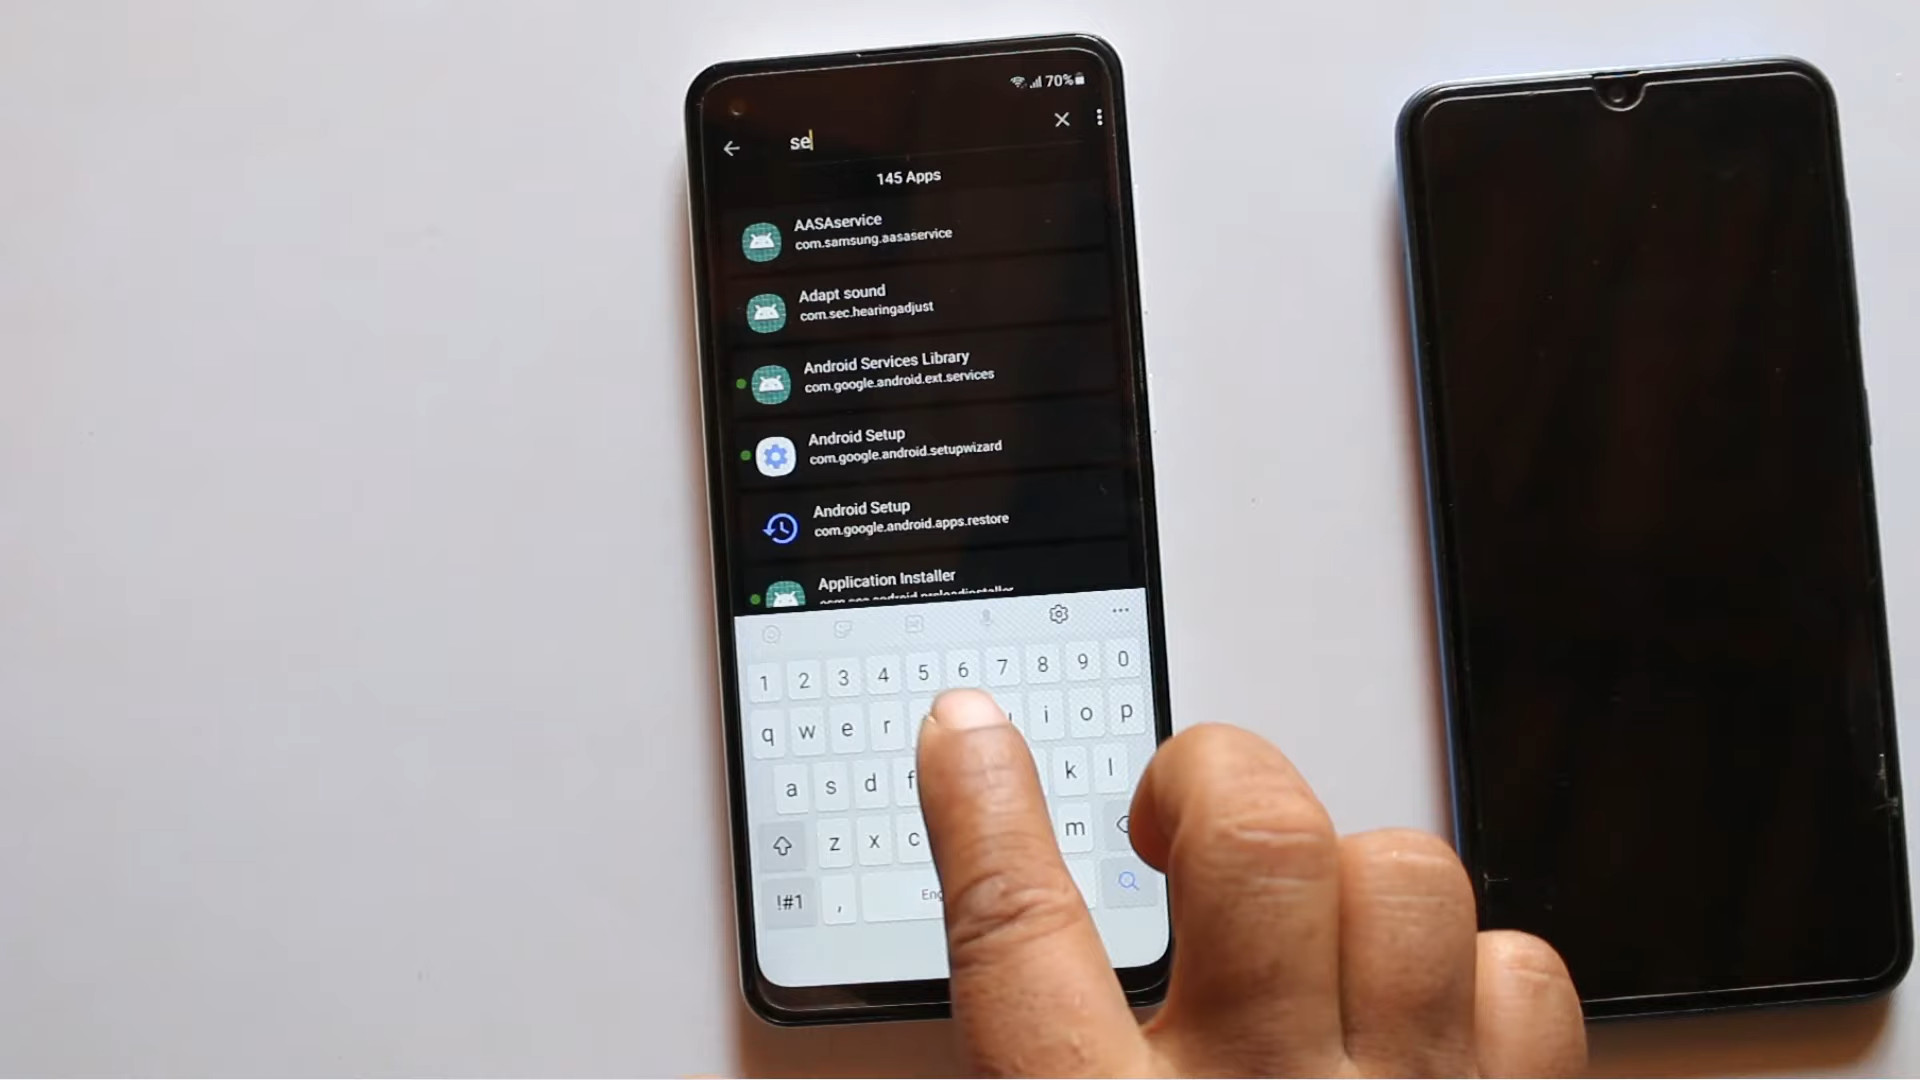 70%
se
145 Apps
AASAservice
com.samsung.aasaservice
Adapt sound
com.sec.hearingadjust
Android Services Library
com.google.android.ext.services
Android Setup
com.google.android.setupwizard
Android Setup
com.google.android.apps.restore
Application Installer
1 2 3 4 5 6 7 8 9 0
q w e r i o p
a s d f k l
z x c m
!#1 , Eng